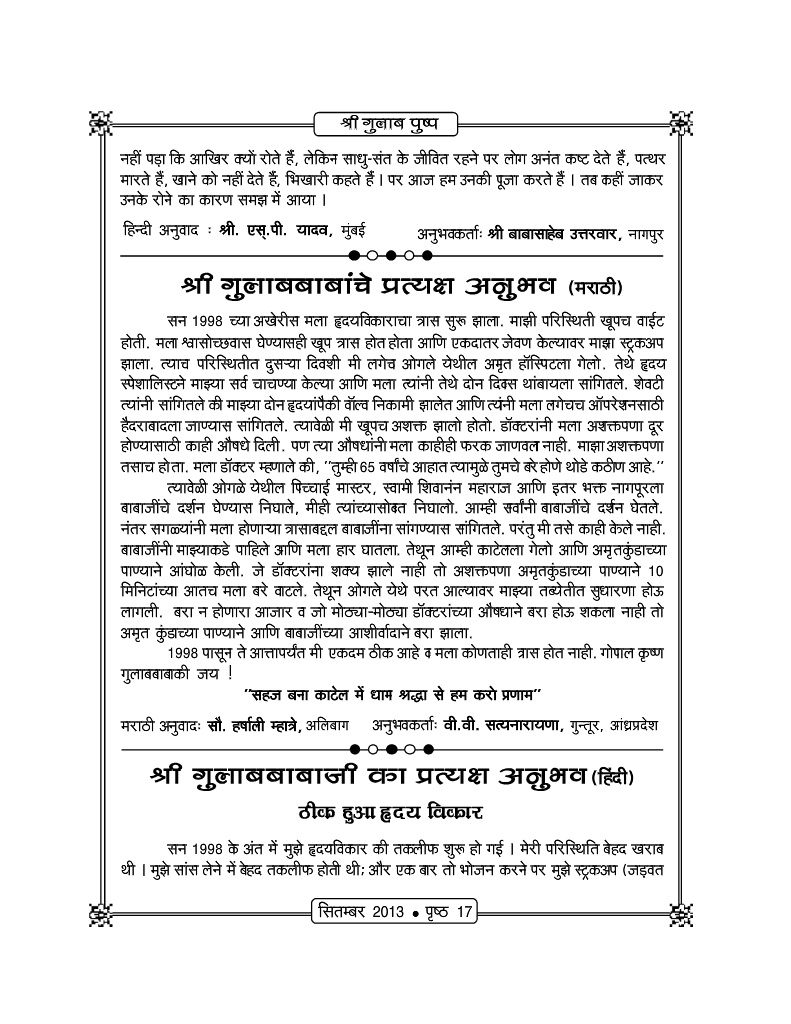 श्री गुलाब पुष्प
नहीं पड़ा कि आखिर क्यों रोते हैं, लेकिन साधु-संत के जीवित रहने पर लोग अनंत कष्ट देते हैं, पत्थर
मारते हैं, खाने को नहीं देते हैं, भिखारी कहते हैं । पर आज हम उनकी पूजा करते हैं । तब कहीं जाकर
उनके रोने का कारण समझ में आया ।
हिन्दी अनुवाद : श्री. एस्.पी. यादव, मुंबई अनुभवकर्ताः श्री बाबासाहेब उत्तरवार, नागपुर
श्री गुलाबबाबांचे प्रत्यक्ष अनुभव (मराठी)
सन 1998 च्या अखेरीस मला हृदयविकाराचा त्रास सुरू झाला. माझी परिस्थिती खूपच वाईट
होती. मला श्वासोच्छवास घेण्यासही खूप त्रास होत होता आणि एकदातर जेवण केल्यावर माझा स्ट्रकअप
झाला. त्याच परिस्थितीत दुसऱ्या दिवशी मी लगेच ओगले येथील अमृत हॉस्पिटला गेलो. तेथे हृदय
स्पेशालिस्टने माझ्या सर्व चाचण्या केल्या आणि मला त्यांनी तेथे दोन दिवस थांबायला सांगितले. शेवटी
त्यांनी सांगितले की माझ्या दोन हृदयांपैकी वॉल्व निकामी झालेत आणि त्यंनी मला लगेचच ऑपरेशनसाठी
हैदराबादला जाण्यास सांगितले. त्यावेळी मी खूपच अशक्त झालो होतो. डॉक्टरांनी मला अशक्तपणा दूर
होण्यासाठी काही औषधे दिली. पण त्या औषधांनी मला काहीही फरक जाणवला नाही. माझा अशक्तपणा
तसाच होता. मला डॉक्टर म्हणाले की, "तुम्ही 65 वर्षांचे आहात त्यामुळे तुमचे बरे होणे थोडे कठीण आहे."
त्यावेळी ओगळे येथील पिच्चाई मास्टर, स्वामी शिवानंन महाराज आणि इतर भक्त नागपूरला
बाबाजींचे दर्शन घेण्यास निघाले, मीही त्यांच्यासोबत निघालो. आम्ही सर्वांनी बाबाजींचे दर्शन घेतले.
नंतर सगळ्यांनी मला होणाऱ्या त्रासाबद्दल बाबाजींना सांगण्यास सांगितले. परंतु मी तसे काही केले नाही.
बाबाजींनी माझ्याकडे पाहिले आणि मला हार घातला. तेथून आम्ही काटेलला गेलो आणि अमृतकुंडाच्या
पाण्याने आंघोळ केली. जे डॉक्टरांना शक्य झाले नाही तो अशक्तपणा अमृतकुंडाच्या पाण्याने 10
मिनिटांच्या आतच मला बरे वाटले. तेथून ओगले येथे परत आल्यावर माझ्या तब्येतीत सुधारणा होऊ
लागली. बरा न होणारा आजार व जो मोठ्या-मोठ्या डॉक्टरांच्या औषधाने बरा होऊ शकला नाही तो
अमृत कुंडाच्या पाण्याने आणि बाबाजींच्या आशीर्वादाने बरा झाला.
1998 पासून ते आत्तापर्यंत मी एकदम ठीक आहे व मला कोणताही त्रास होत नाही. गोपाल कृष्ण
गुलाबबाबाकी जय !
"सहज बना काटेल में धाम श्रद्धा से हम करो प्रणाम"
मराठी अनुवादः सौ. हर्षाली म्हात्रे, अलिबाग अनुभवकर्ताः वी.वी. सत्यनारायणा, गुन्तूर, आंध्रप्रदेश
श्री गुलाबबाबाजी का प्रत्यक्ष अनुभव (हिंदी)
ठीक हुआ हृदय विकार
सन 1998 के अंत में मुझे हृदयविकार की तकलीफ शुरू हो गई । मेरी परिस्थिति बेहद खराब
थी । मुझे सांस लेने में बेहद तकलीफ होती थी; और एक बार तो भोजन करने पर मुझे स्ट्रकअप (जड़वत
सितम्बर 2013 ● पृष्ठ 17